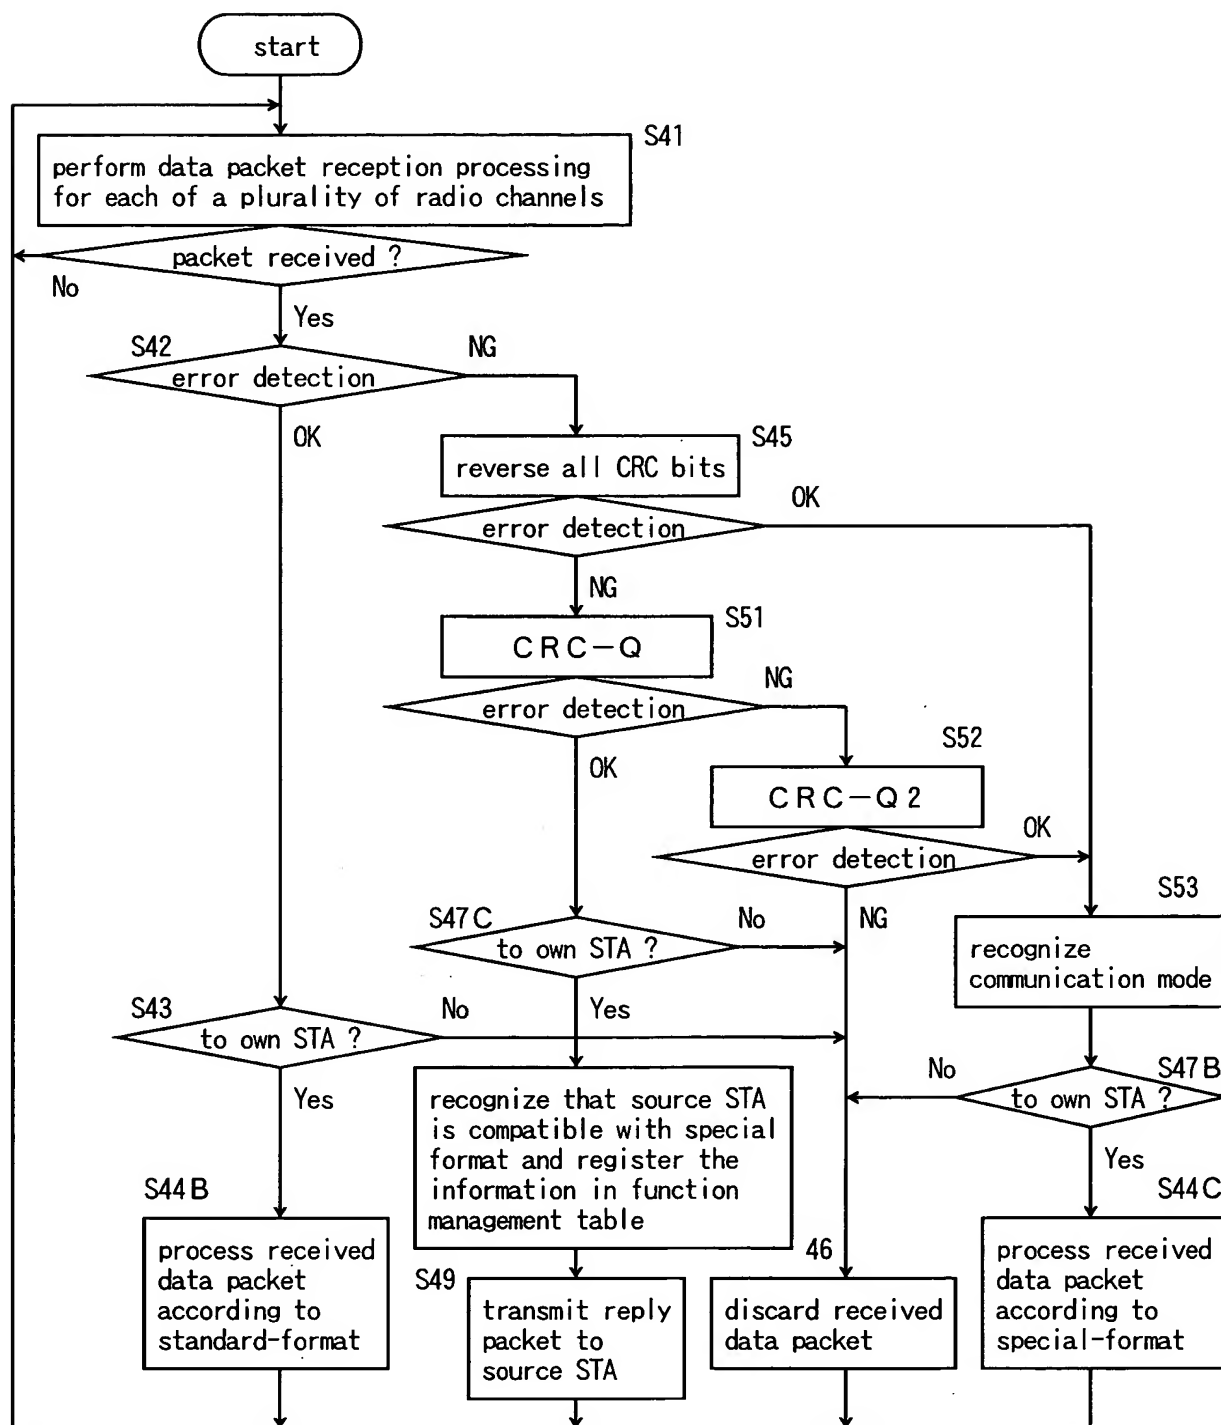 start
S41
perform data packet reception processing
for each of a plurality of radio channels
packet received ?
No
Yes
S42
NG
error detection
OK
S45
reverse all CRC bits
OK
error detection
NG
S51
CRC-Q
NG
error detection
S52
OK
CRC-Q2
OK
error detection
S53
S47C
No
NG
to own STA ?
recognize
communication mode
S43
No
Yes
to own STA ?
No
S47B
Yes
to own STA ?
recognize that source STA
is compatible with special
format and register the
information in function
management table
Yes
S44B
S44C
46
process received
data packet
according to
standard-format
S49
transmit reply
packet to
source STA
discard received
data packet
process received
data packet
according to
special-format